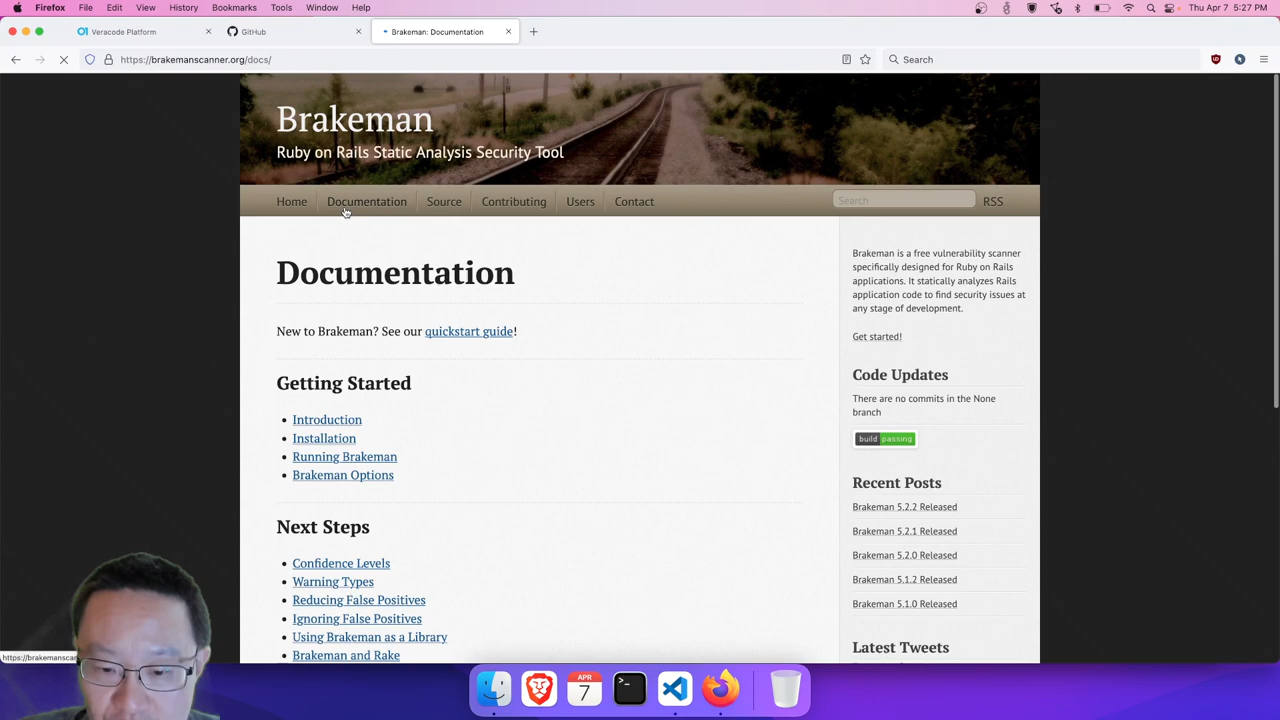 Firefox File Edit View History Bookmarks Tools Window Help Thu Apr 7 5:27 PM
Veracode Platform GitHub Brakeman: Documentation
https://brakemanscanner.org/docs/ Search
Brakeman
Ruby on Rails Static Analysis Security Tool
Home Documentation Source Contributing Users Contact Search RSS
Documentation
New to Brakeman? See our quickstart guide!
Getting Started
Introduction
Installation
Running Brakeman
Brakeman Options
Next Steps
Confidence Levels
Warning Types
Reducing False Positives
Ignoring False Positives
Using Brakeman as a Library
Brakeman and Rake
Brakeman is a free vulnerability scanner
specifically designed for Ruby on Rails
applications. It statically analyzes Rails
application code to find security issues at
any stage of development.
Get started!
Code Updates
There are no commits in the None
branch
build passing
Recent Posts
Brakeman 5.2.2 Released
Brakeman 5.2.1 Released
Brakeman 5.2.0 Released
Brakeman 5.1.2 Released
Brakeman 5.1.0 Released
Latest Tweets
https://brakemanscan
APR
7